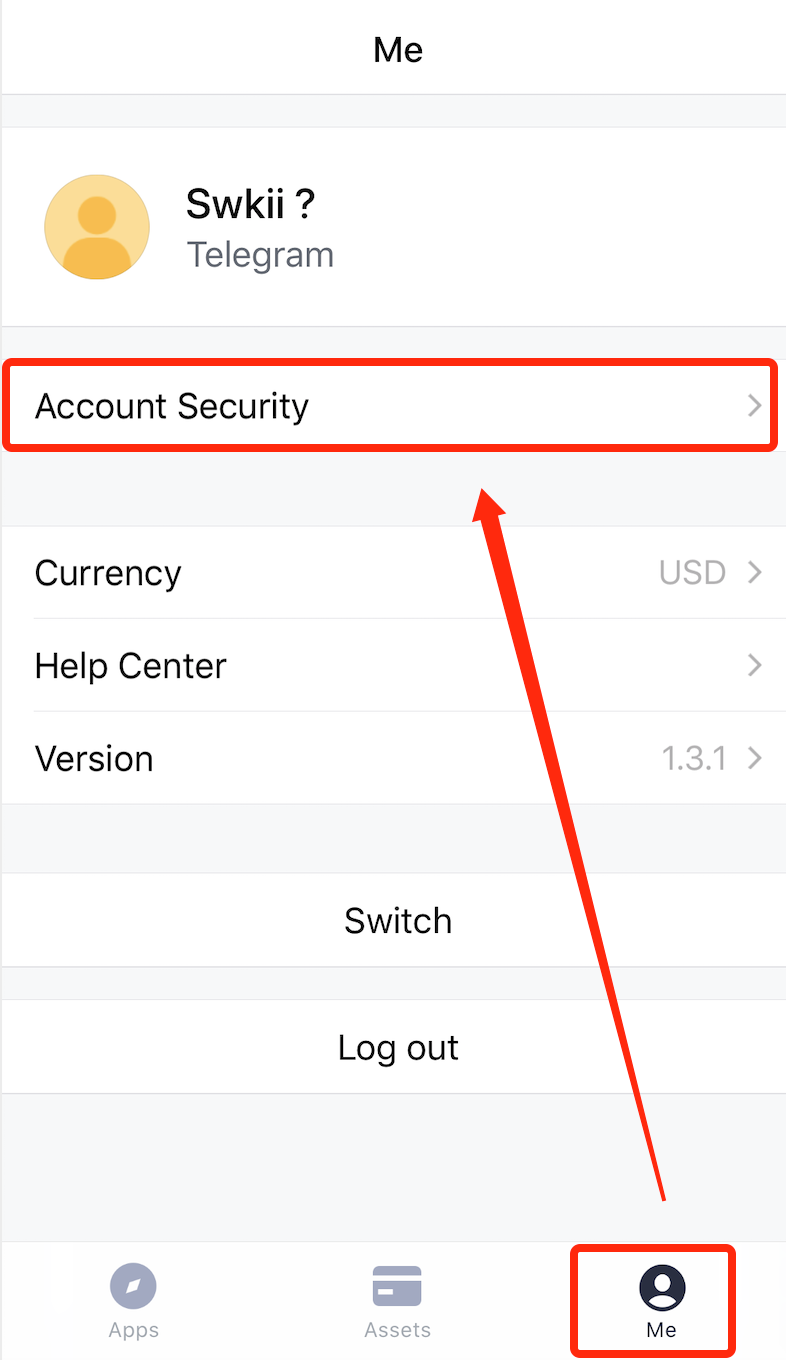 Me
Swkii ?
Telegram
Account Security
Currency USD
Help Center
Version 1.3.1
Switch
Log out
Apps Assets Me